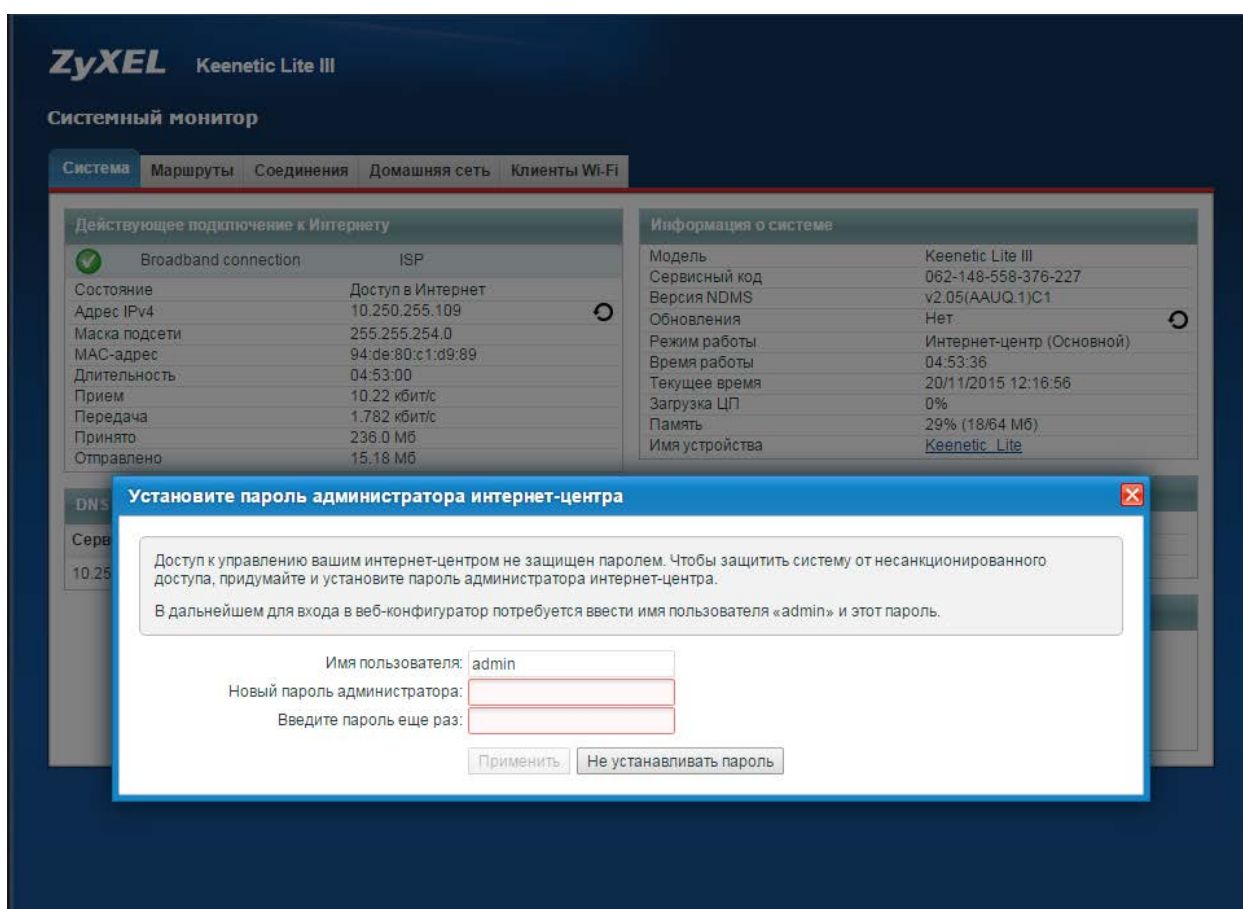 ZyXEL Keenetic Lite III
Системный монитор
Система Маршруты Соединения Домашняя сеть Клиенты Wi-Fi
Действующее подключение к Интернету
Broadband connection ISP
Состояние Доступ в Интернет
Адрес IPv4 10.250.255.109
Маска подсети 255.255.254.0
MAC-адрес 94:de:80:c1:d9:89
Длительность 04:53:00
Прием 10.22 кбит/с
Передача 1.782 кбит/с
Принято 236.0 Мб
Отправлено 15.18 Мб
Информация о системе
Модель Keenetic Lite III
Сервисный код 062-148-558-376-227
Версия NDMS v2.05(AAUQ.1)C1
Обновления Нет
Режим работы Интернет-центр (Основной)
Время работы 04:53:36
Текущее время 20/11/2015 12:16:56
Загрузка ЦП 0%
Память 29% (18/64 Мб)
Имя устройства Keenetic_Lite
DNS
Серв
10.25
Установите пароль администратора интернет-центра
Доступ к управлению вашим интернет-центром не защищен паролем. Чтобы защитить систему от несанкционированного
доступа, придумайте и установите пароль администратора интернет-центра.
В дальнейшем для входа в веб-конфигуратор потребуется ввести имя пользователя «admin» и этот пароль.
Имя пользователя: admin
Новый пароль администратора:
Введите пароль еще раз:
Применить Не устанавливать пароль